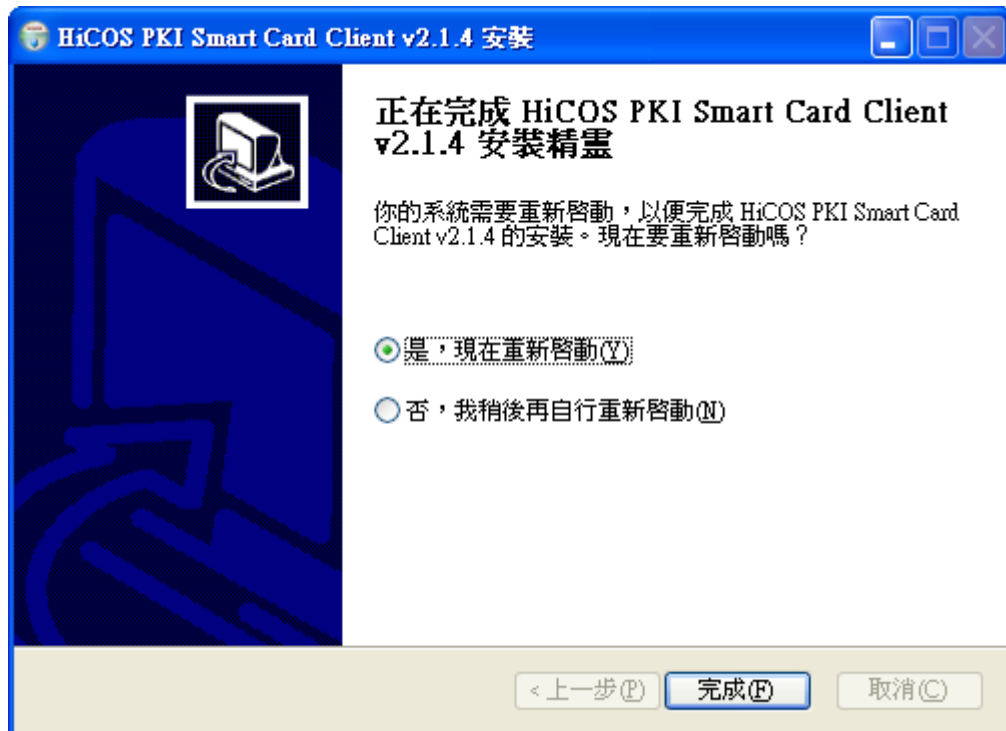 HiCOS PKI Smart Card Client v2.1.4 安裝
正在完成 HiCOS PKI Smart Card Client
v2.1.4 安裝精靈
你的系統需要重新啓動，以便完成 HiCOS PKI Smart Card
Client v2.1.4 的安裝。現在要重新啓動嗎？
是，現在重新啓動(Y)
否，我稍後再自行重新啓動(N)
<上一步(P)
完成(F)
取消(C)